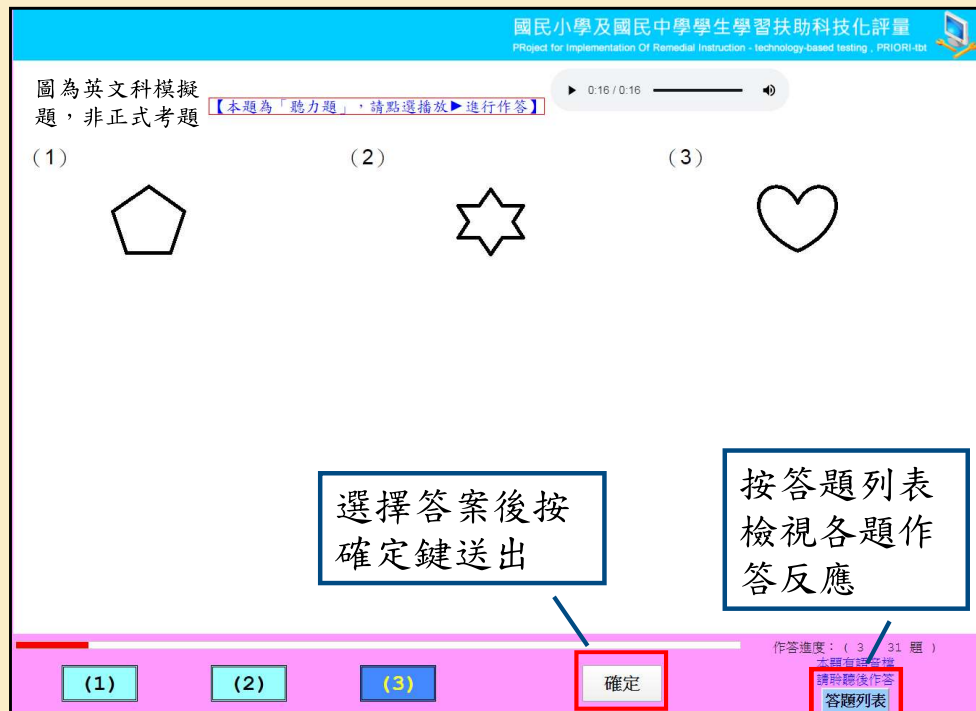 國民小學及國民中學學生學習扶助科技化評量
PRoject for Implementation Of Remedial Instruction - technology-based testing , PRIORI-tbt
圖為英文科模擬
題，非正式考題
【本題為「聽力題」，請點選播放▶進行作答】
0:16 / 0:16
(1)
(2)
(3)
選擇答案後按
確定鍵送出
按答題列表
檢視各題作
答反應
作答進度：( 3 31 題 )
本題有語音檔
請聆聽後作答
(1)
(2)
(3)
確定
答題列表